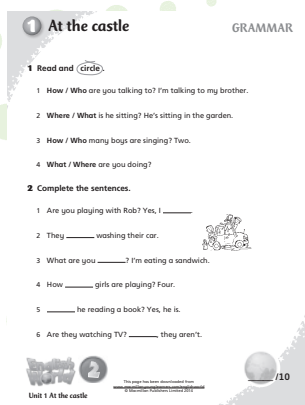 1 At the castle GRAMMAR
1 Read and circle.
1 How / Who are you talking to? I'm talking to my brother.
2 Where / What is he sitting? He's sitting in the garden.
3 How / Who many boys are singing? Two.
4 What / Where are you doing?
2 Complete the sentences.
1 Are you playing with Rob? Yes, I ______.
2 They ______ washing their car.
3 What are you ______? I'm eating a sandwich.
4 How ______ girls are playing? Four.
5 ______ he reading a book? Yes, he is.
6 Are they watching TV? ______, they aren't.
English World 2
/10
This page has been downloaded from
© Macmillan Publishers Limited
Unit 1 At the castle